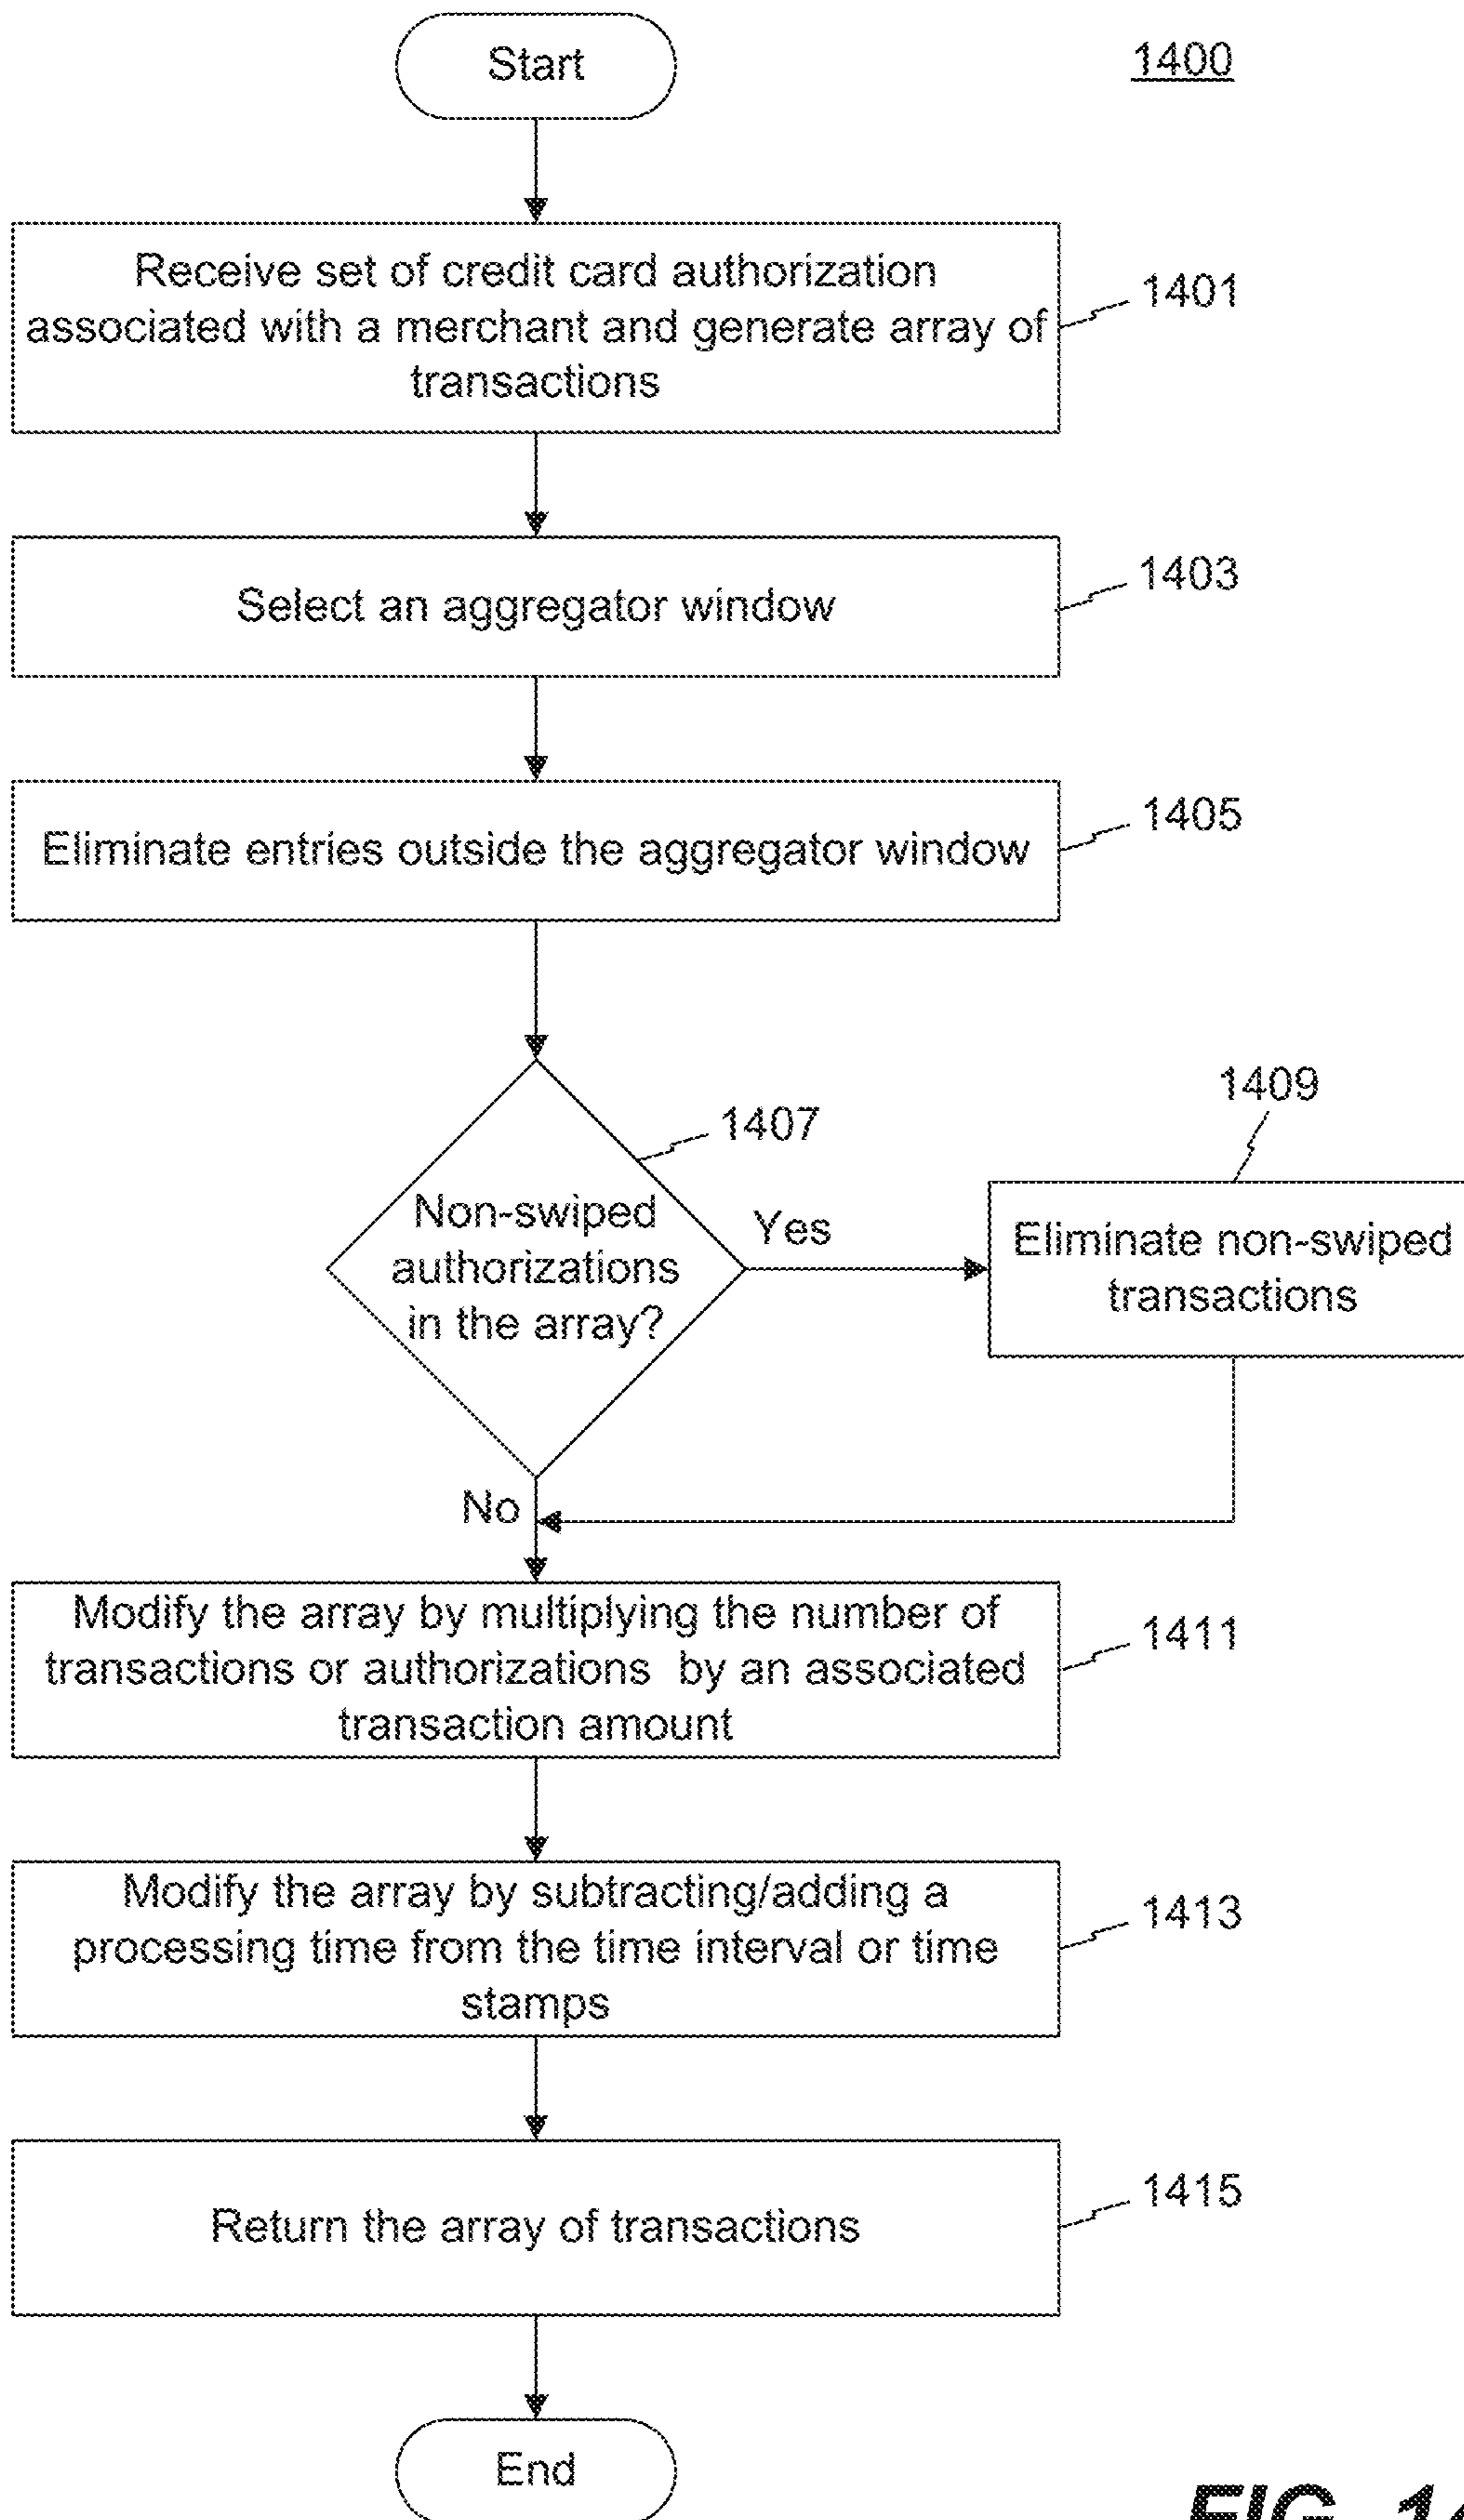 Start
1400
Receive set of credit card authorization
associated with a merchant and generate array of
transactions
1401
Select an aggregator window
1403
Eliminate entries outside the aggregator window
1405
1407
Non-swiped
authorizations
in the array?
Yes
1409
Eliminate non-swiped
transactions
No
Modify the array by multiplying the number of
transactions or authorizations by an associated
transaction amount
1411
Modify the array by subtracting/adding a
processing time from the time interval or time
stamps
1413
Return the array of transactions
1415
End
FIG. 14